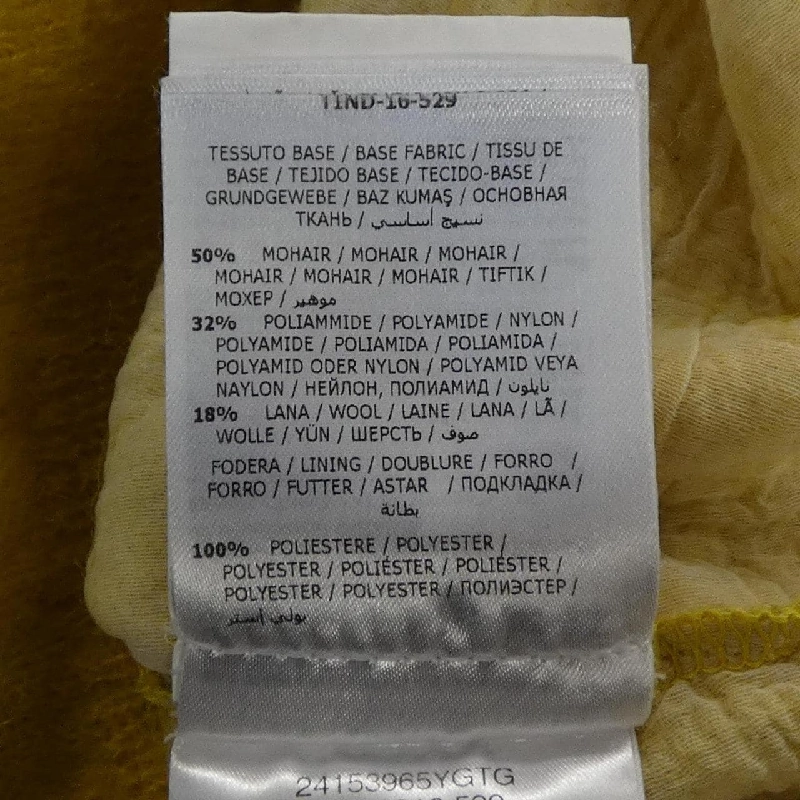 TIND-16-529
TESSUTO BASE / BASE FABRIC / TISSU DE
BASE / TEJIDO BASE / TECIDO-BASE /
GRUNDGEWEBE / BAZ KUMAŞ / ОСНОВНАЯ
ТКАНЬ / نسيج أساسي
50% MOHAIR / MOHAIR / MOHAIR /
MOHAIR / MOHAIR / MOHAIR / TIFTIK /
МОХЕР / موهير
32% POLIAMMIDE / POLYAMIDE / NYLON /
POLYAMIDE / POLIAMIDA / POLIAMIDA /
POLYAMID ODER NYLON / POLYAMID VEYA
NAYLON / НЕЙЛОН, ПОЛИАМИД / نايلون
18% LANA / WOOL / LAINE / LANA / LÃ /
WOLLE / YÜN / ШЕРСТЬ / صوف
FODERA / LINING / DOUBLURE / FORRO /
FORRO / FUTTER / ASTAR / ПОДКЛАДКА /
بطانة
100% POLIESTERE / POLYESTER /
POLYESTER / POLIÉSTER / POLIÉSTER /
POLYESTER / POLYESTER / ПОЛИЭСТЕР /
بولي إستر
24153965YGTG